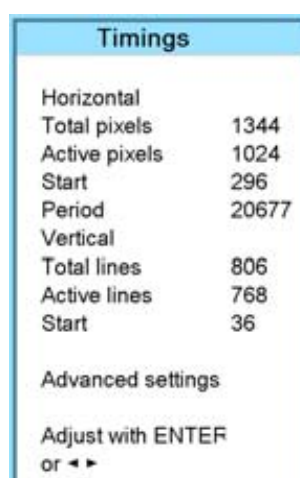 Timings
Horizontal
Total pixels 1344
Active pixels 1024
Start 296
Period 20677
Vertical
Total lines 806
Active lines 768
Start 36
Advanced settings
Adjust with ENTER
or ◄ ►